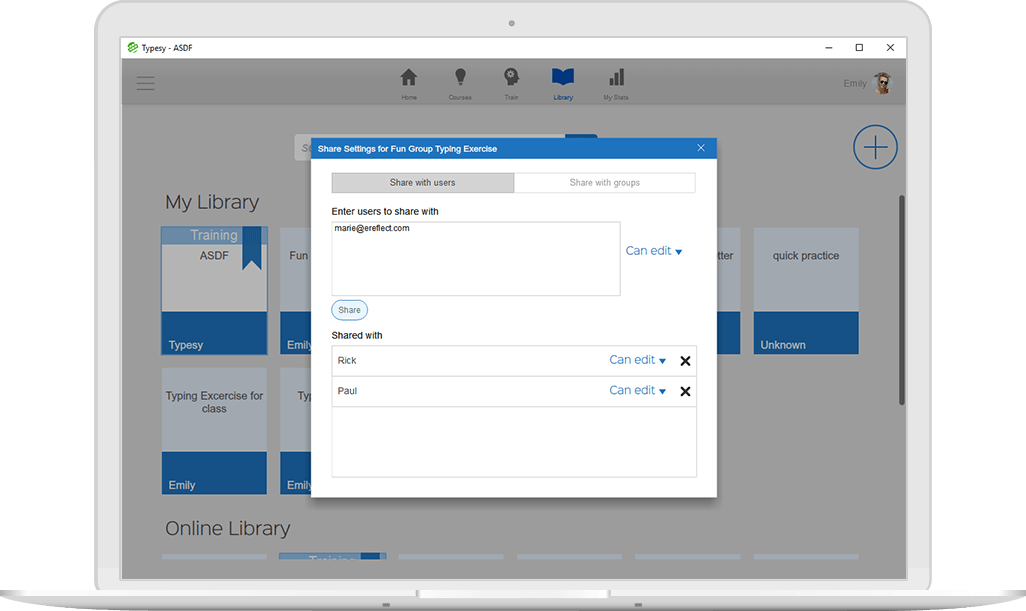 Typesy - ASDF
Home
Courses
Train
Library
My Stats
Emily
Share Settings for Fun Group Typing Exercise
Share with users
Share with groups
Enter users to share with
marie@ereflect.com
Can edit
Share
Shared with
Rick
Can edit
Paul
Can edit
My Library
Training
ASDF
Typesy
Fun
Emily
quick practice
Unknown
Typing Excercise for
class
Emily
Emily
Online Library
Training